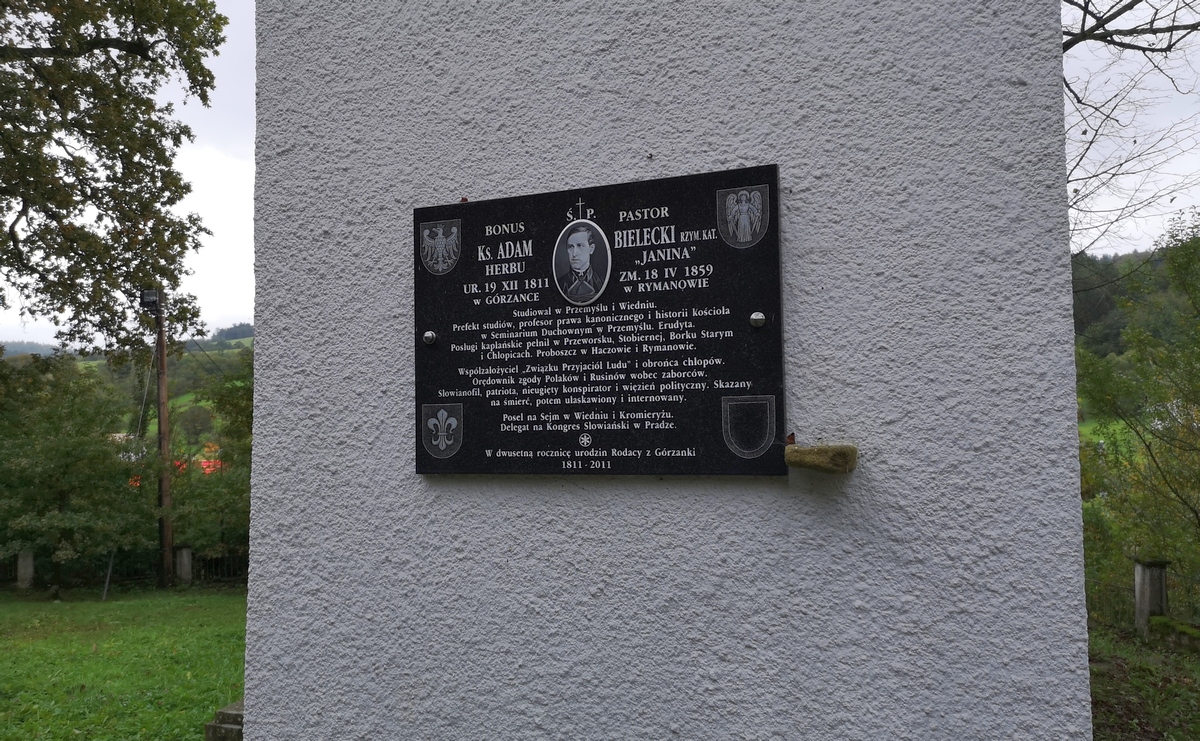 BONUS Ś. P. PASTOR
Ks. ADAM BIELECKI RZYM. KAT.
HERBU „JANINA”
UR. 19 XII 1811 ZM. 18 IV 1859
W GÓRZANCE W RYMANOWIE
Studiował w Przemyślu i Wiedniu.
Prefekt studiów, profesor prawa kanonicznego i historii Kościoła
w Seminarium Duchownym w Przemyślu. Erudyta.
Posługi kapłańskie pełnił w Przeworsku, Stobiernej, Borku Starym
i Chłopicach. Proboszcz w Haczowie i Rymanowie.
Współzałożyciel „Związku Przyjaciół Ludu” i obrońca chłopów.
Orędownik zgody Polaków i Rusinów wobec zaborców.
Słowianofil, patriota, nieugięty konspirator i więzień polityczny. Skazany
na śmierć, potem ułaskawiony i internowany.
Poseł na Sejm w Wiedniu i Kromieryżu.
Delegat na Kongres Słowiański w Pradze.
W dwusetną rocznicę urodzin Rodacy z Górzanki
1811 - 2011